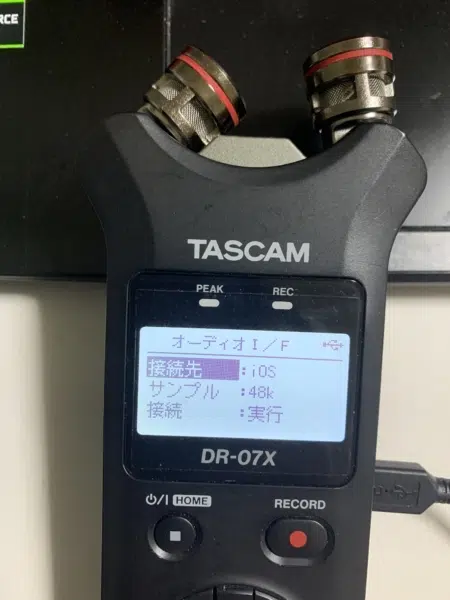 RCE
TASCAM
PEAK REC
オーディオI/F
接続先 :iOS
サンプル :48k
接続 :実行
DR-07X
⏻/I HOME RECORD